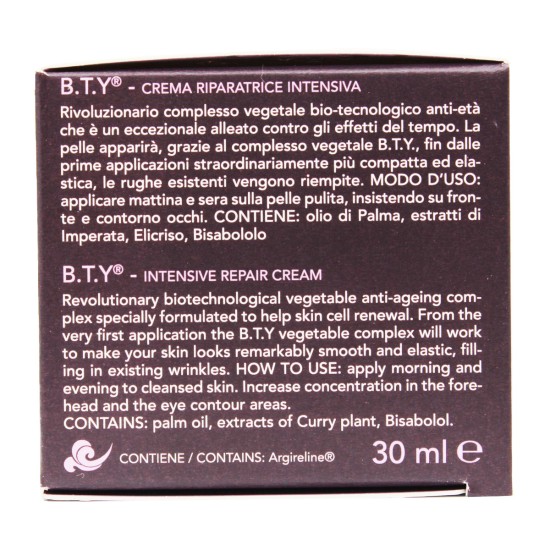 B.T.Y® - CREMA RIPARATRICE INTENSIVA
Rivoluzionario complesso vegetale bio-tecnologico anti-età
che è un eccezionale alleato contro gli effetti del tempo. La
pelle apparirà, grazie al complesso vegetale B.T.Y., fin dalle
prime applicazioni straordinariamente più compatta ed ela-
stica, le rughe esistenti vengono riempite. MODO D'USO:
applicare mattina e sera sulla pelle pulita, insistendo su fron-
te e contorno occhi. CONTIENE: olio di Palma, estratti di
Imperata, Elicriso, Bisabololo
B.T.Y® - INTENSIVE REPAIR CREAM
Revolutionary biotechnological vegetable anti-ageing com-
plex specially formulated to help skin cell renewal. From the
very first application the B.T.Y vegetable complex will work
to make your skin looks remarkably smooth and elastic, fill-
ing in existing wrinkles. HOW TO USE: apply morning and
evening to cleansed skin. Increase concentration in the fore-
head and the eye contour areas.
CONTAINS: palm oil, extracts of Curry plant, Bisabolol.
CONTIENE / CONTAINS: Argireline® 30 ml ℮